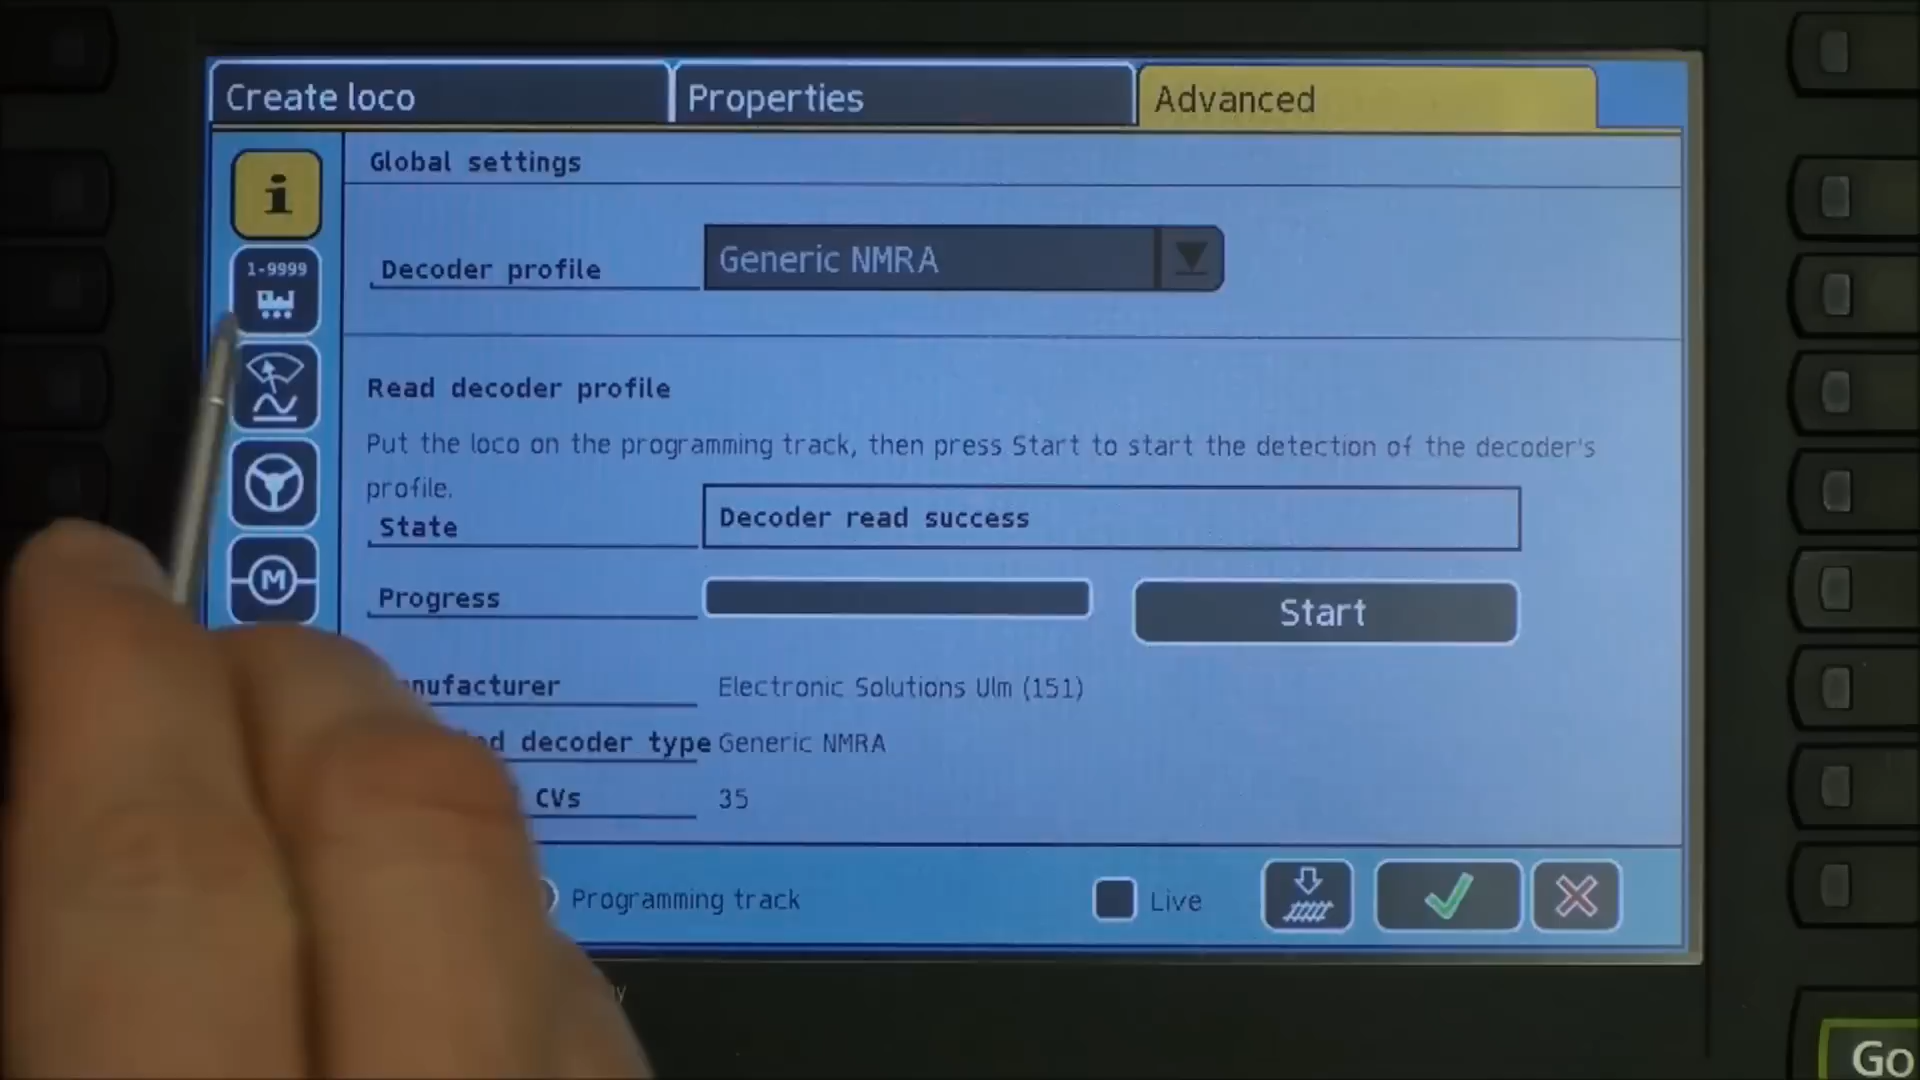 Create loco
Properties
Advanced
Global settings
i
1-9999
Decoder profile
Generic NMRA
Read decoder profile
Put the loco on the programming track, then press Start to start the detection of the decoder's
profile.
State
Decoder read success
Progress
Start
M
Electronic Solutions Ulm (151)
decoder type
Generic NMRA
CVs
35
Programming track
Live
Go